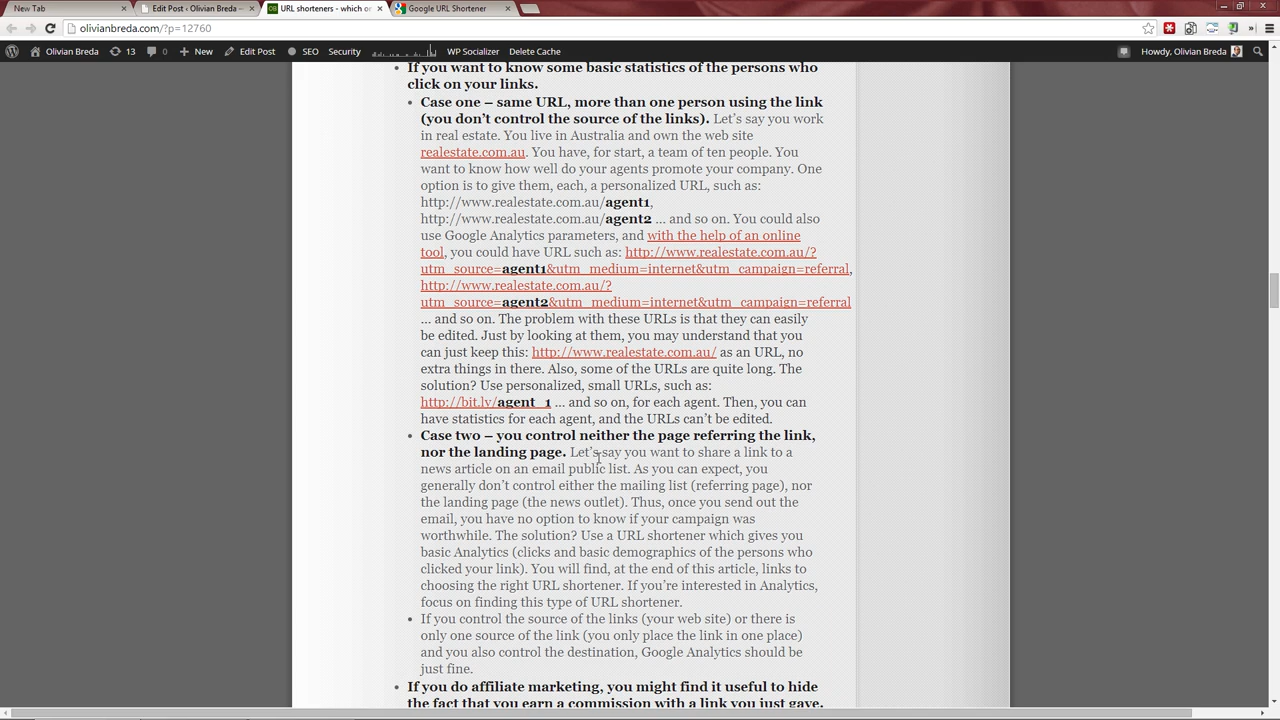 New Tab
Edit Post ‹ Olivian Breda —
URL shorteners - which or
Google URL Shortener
olivianbreda.com/?p=12760
Olivian Breda
13
0
New
Edit Post
SEO
Security
WP Socializer
Delete Cache
Howdy, Olivian Breda
If you want to know some basic statistics of the persons who
click on your links.
Case one – same URL, more than one person using the link
(you don't control the source of the links). Let's say you work
in real estate. You live in Australia and own the web site
realestate.com.au. You have, for start, a team of ten people. You
want to know how well do your agents promote your company. One
option is to give them, each, a personalized URL, such as:
http://www.realestate.com.au/agent1,
http://www.realestate.com.au/agent2 ... and so on. You could also
use Google Analytics parameters, and with the help of an online
tool, you could have URL such as: http://www.realestate.com.au/?
utm_source=agent1&utm_medium=internet&utm_campaign=referral,
http://www.realestate.com.au/?
utm_source=agent2&utm_medium=internet&utm_campaign=referral
... and so on. The problem with these URLs is that they can easily
be edited. Just by looking at them, you may understand that you
can just keep this: http://www.realestate.com.au/ as an URL, no
extra things in there. Also, some of the URLs are quite long. The
solution? Use personalized, small URLs, such as:
http://bit.lv/agent_1 ... and so on, for each agent. Then, you can
have statistics for each agent, and the URLs can't be edited.
Case two – you control neither the page referring the link,
nor the landing page. Let's say you want to share a link to a
news article on an email public list. As you can expect, you
generally don't control either the mailing list (referring page), nor
the landing page (the news outlet). Thus, once you send out the
email, you have no option to know if your campaign was
worthwhile. The solution? Use a URL shortener which gives you
basic Analytics (clicks and basic demographics of the persons who
clicked your link). You will find, at the end of this article, links to
choosing the right URL shortener. If you're interested in Analytics,
focus on finding this type of URL shortener.
If you control the source of the links (your web site) or there is
only one source of the link (you only place the link in one place)
and you also control the destination, Google Analytics should be
just fine.
If you do affiliate marketing, you might find it useful to hide
the fact that you earn a commission with a link you just gave.